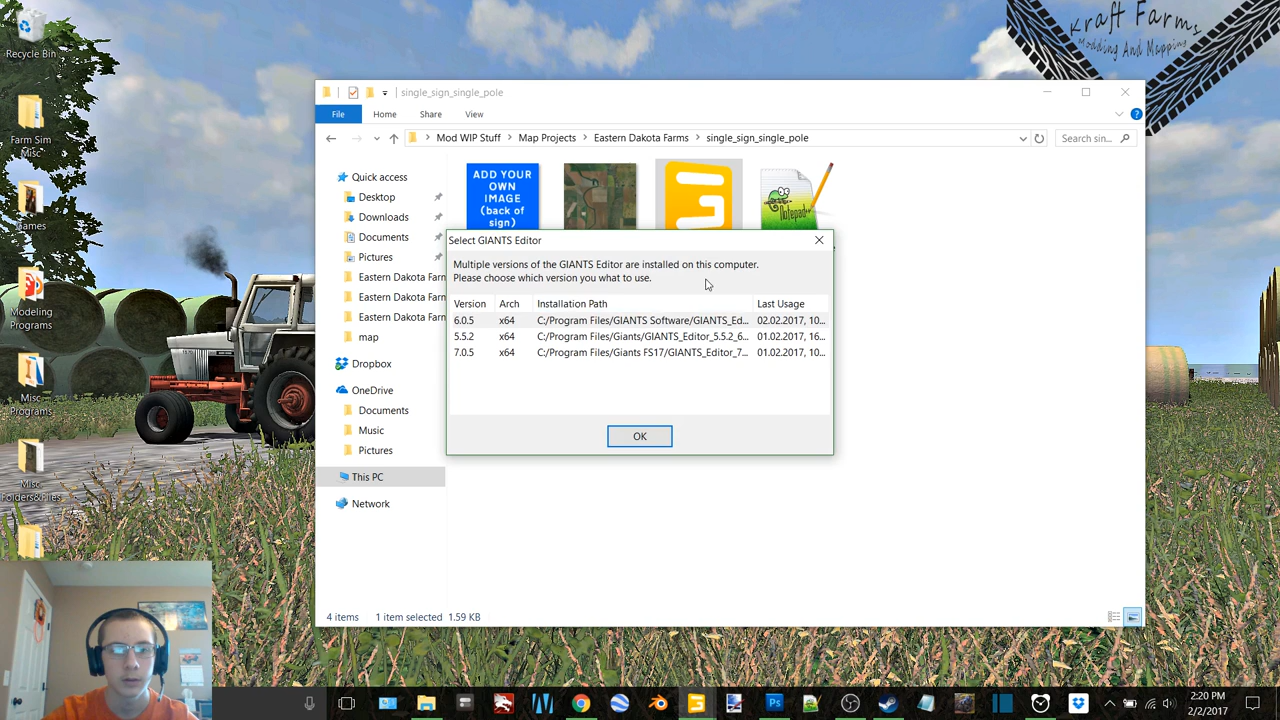 Kraft Farms
Modding And Mapping
Recycle Bin
Farm Sim
Misc
Games
Modeling
Programs
Misc
Programs
Misc
Folders&Files
single_sign_single_pole
File
Home
Share
View
Mod WIP Stuff
Map Projects
Eastern Dakota Farms
single_sign_single_pole
Search sin...
Quick access
Desktop
Downloads
Documents
Pictures
Eastern Dakota Farn
Eastern Dakota Farn
Eastern Dakota Farn
map
Dropbox
OneDrive
Documents
Music
Pictures
This PC
Network
ADD YOUR
OWN
IMAGE
(back of
sign)
Notepad++
Select GIANTS Editor
Multiple versions of the GIANTS Editor are installed on this computer.
Please choose which version you what to use.
Version Arch Installation Path Last Usage
6.0.5 x64 C:/Program Files/GIANTS Software/GIANTS_Ed... 02.02.2017, 10...
5.5.2 x64 C:/Program Files/Giants/GIANTS_Editor_5.5.2_6... 01.02.2017, 16...
7.0.5 x64 C:/Program Files/Giants FS17/GIANTS_Editor_7... 01.02.2017, 10...
OK
4 items
1 item selected 1.59 KB
Ps
2:20 PM
2/2/2017